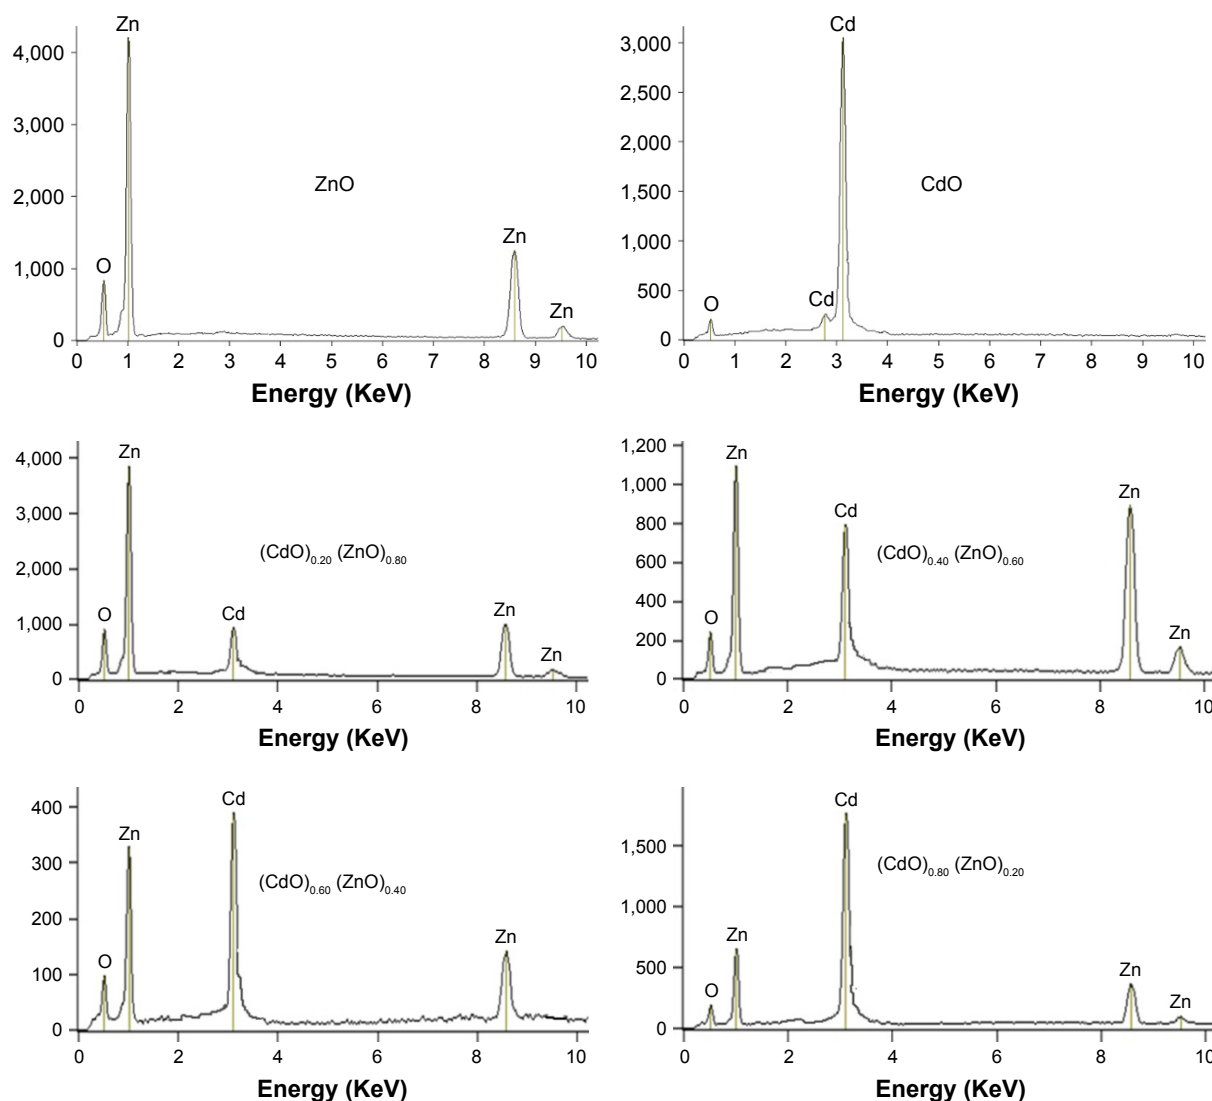 Zn
4,000
3,000
2,000
1,000
0
ZnO
O
Zn
Zn
0 1 2 3 4 5 6 7 8 9 10
Energy (KeV)
Cd
3,000
2,500
2,000
1,500
1,000
500
0
CdO
O
Cd
0 1 2 3 4 5 6 7 8 9 10
Energy (KeV)
Zn
4,000
3,000
2,000
1,000
0
(CdO)0.20 (ZnO)0.80
O
Cd
Zn
Zn
0 2 4 6 8 10
Energy (KeV)
1,200
1,000
800
600
400
200
0
Zn
Cd
Zn
(CdO)0.40 (ZnO)0.60
O
Zn
0 2 4 6 8 10
Energy (KeV)
400
300
200
100
0
Cd
Zn
(CdO)0.60 (ZnO)0.40
O
Zn
0 2 4 6 8 10
Energy (KeV)
Cd
1,500
1,000
500
0
(CdO)0.80 (ZnO)0.20
Zn
O
Zn
Zn
0 2 4 6 8 10
Energy (KeV)